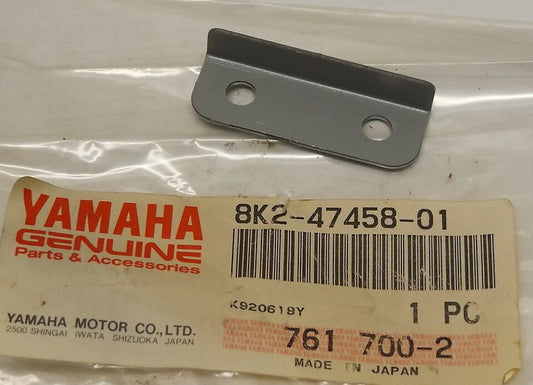 YAMAHA
GENUINE
Parts & Accessories
8K2-47458-01
K920619Y
1 PC
YAMAHA MOTOR CO., LTD.
2500 SHINGAI IWATA SHIZUOKA JAPAN
761 700-2
MADE IN JAPAN